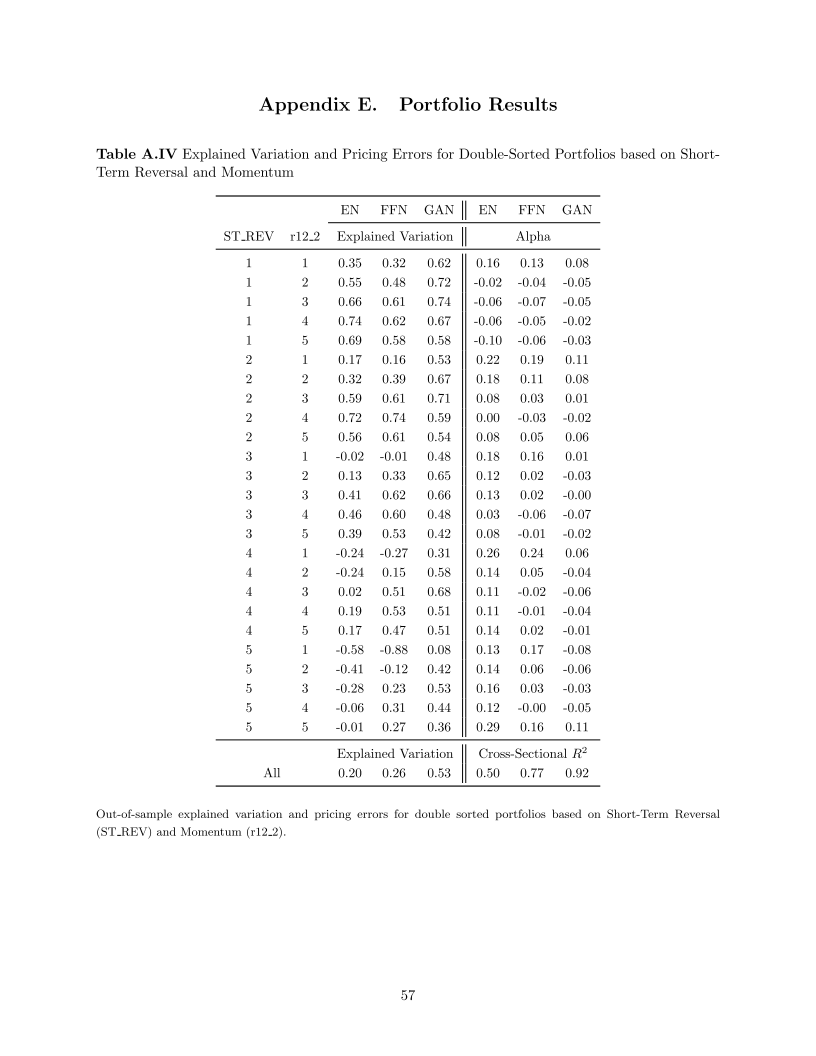 Appendix E. Portfolio Results
Table A.IV Explained Variation and Pricing Errors for Double-Sorted Portfolios based on Short-
Term Reversal and Momentum
EN FFN GAN EN FFN GAN
ST_REV r12_2 Explained Variation Alpha
1 1 0.35 0.32 0.62 0.16 0.13 0.08
1 2 0.55 0.48 0.72 -0.02 -0.04 -0.05
1 3 0.66 0.61 0.74 -0.06 -0.07 -0.05
1 4 0.74 0.62 0.67 -0.06 -0.05 -0.02
1 5 0.69 0.58 0.58 -0.10 -0.06 -0.03
2 1 0.17 0.16 0.53 0.22 0.19 0.11
2 2 0.32 0.39 0.67 0.18 0.11 0.08
2 3 0.59 0.61 0.71 0.08 0.03 0.01
2 4 0.72 0.74 0.59 0.00 -0.03 -0.02
2 5 0.56 0.61 0.54 0.08 0.05 0.06
3 1 -0.02 -0.01 0.48 0.18 0.16 0.01
3 2 0.13 0.33 0.65 0.12 0.02 -0.03
3 3 0.41 0.62 0.66 0.13 0.02 -0.00
3 4 0.46 0.60 0.48 0.03 -0.06 -0.07
3 5 0.39 0.53 0.42 0.08 -0.01 -0.02
4 1 -0.24 -0.27 0.31 0.26 0.24 0.06
4 2 -0.24 0.15 0.58 0.14 0.05 -0.04
4 3 0.02 0.51 0.68 0.11 -0.02 -0.06
4 4 0.19 0.53 0.51 0.11 -0.01 -0.04
4 5 0.17 0.47 0.51 0.14 0.02 -0.01
5 1 -0.58 -0.88 0.08 0.13 0.17 -0.08
5 2 -0.41 -0.12 0.42 0.14 0.06 -0.06
5 3 -0.28 0.23 0.53 0.16 0.03 -0.03
5 4 -0.06 0.31 0.44 0.12 -0.00 -0.05
5 5 -0.01 0.27 0.36 0.29 0.16 0.11
Explained Variation Cross-Sectional R²
All 0.20 0.26 0.53 0.50 0.77 0.92
Out-of-sample explained variation and pricing errors for double sorted portfolios based on Short-Term Reversal
(ST_REV) and Momentum (r12_2).
57